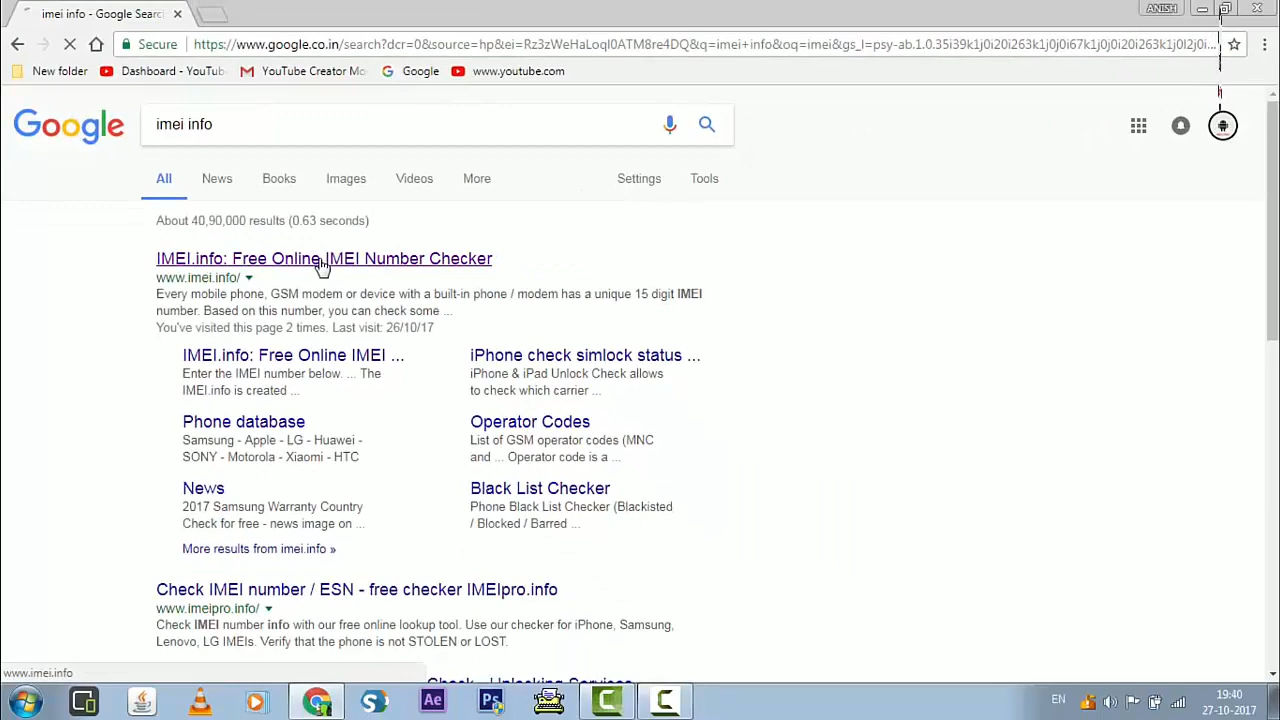 imei info - Google Searc
ANISH
Secure
https://www.google.co.in/search?dcr=0&source=hp&ei=Rz3zWeHaLoqI0ATM8re4DQ&q=imei+info&oq=imei&gs_l=psy-ab.1.0.35i39k1j0i20i263k1j0i67k1j0j0i20i263k1j0l2j0i...
New folder
Dashboard - YouTub
YouTube Creator Mo
Google
www.youtube.com
Google
imei info
All
News
Books
Images
Videos
More
Settings
Tools
About 40,90,000 results (0.63 seconds)
IMEI.info: Free Online IMEI Number Checker
www.imei.info/
Every mobile phone, GSM modem or device with a built-in phone / modem has a unique 15 digit IMEI
number. Based on this number, you can check some ...
You've visited this page 2 times. Last visit: 26/10/17
IMEI.info: Free Online IMEI ...
Enter the IMEI number below. ... The
IMEI.info is created ...
iPhone check simlock status ...
iPhone & iPad Unlock Check allows
to check which carrier ...
Phone database
Samsung - Apple - LG - Huawei -
SONY - Motorola - Xiaomi - HTC
Operator Codes
List of GSM operator codes (MNC
and ... Operator code is a ...
News
2017 Samsung Warranty Country
Check for free - news image on ...
Black List Checker
Phone Black List Checker (Blackisted
/ Blocked / Barred ...
More results from imei.info »
Check IMEI number / ESN - free checker IMEIpro.info
www.imeipro.info/
Check IMEI number info with our free online lookup tool. Use our checker for iPhone, Samsung,
Lenovo, LG IMEIs. Verify that the phone is not STOLEN or LOST.
Check - Unlocking Services
www.imei.info
Ae
Ps
EN
19:40
27-10-2017